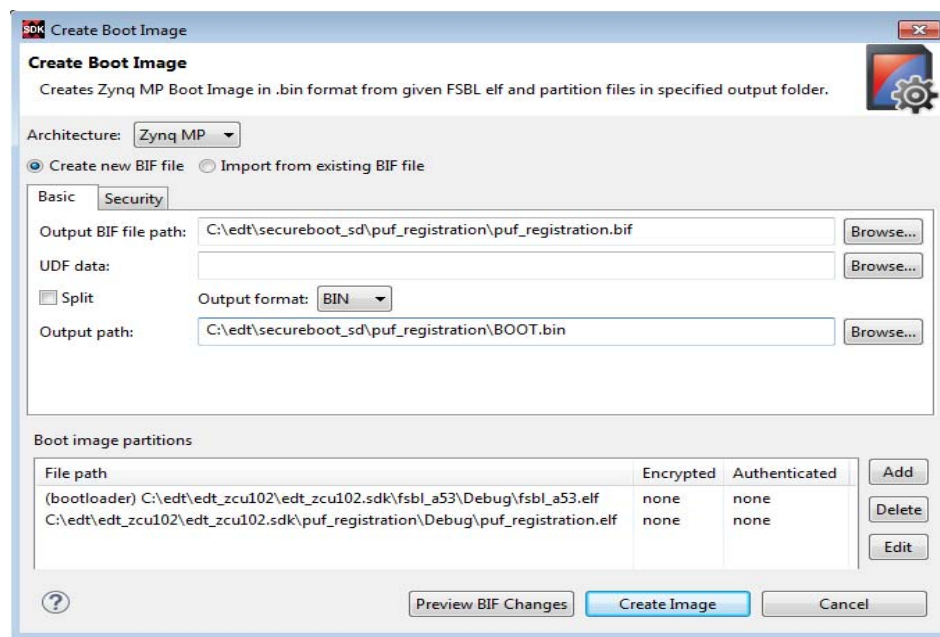 SDK Create Boot Image
Create Boot Image
Creates Zynq MP Boot Image in .bin format from given FSBL elf and partition files in specified output folder.
Architecture: Zynq MP
Create new BIF file Import from existing BIF file
Basic Security
Output BIF file path: C:\edt\secureboot_sd\puf_registration\puf_registration.bif Browse...
UDF data: Browse...
Split Output format: BIN
Output path: C:\edt\secureboot_sd\puf_registration\BOOT.bin Browse...
Boot image partitions
File path Encrypted Authenticated Add
(bootloader) C:\edt\edt_zcu102\edt_zcu102.sdk\fsbl_a53\Debug\fsbl_a53.elf none none
C:\edt\edt_zcu102\edt_zcu102.sdk\puf_registration\Debug\puf_registration.elf none none Delete
Edit
? Preview BIF Changes Create Image Cancel